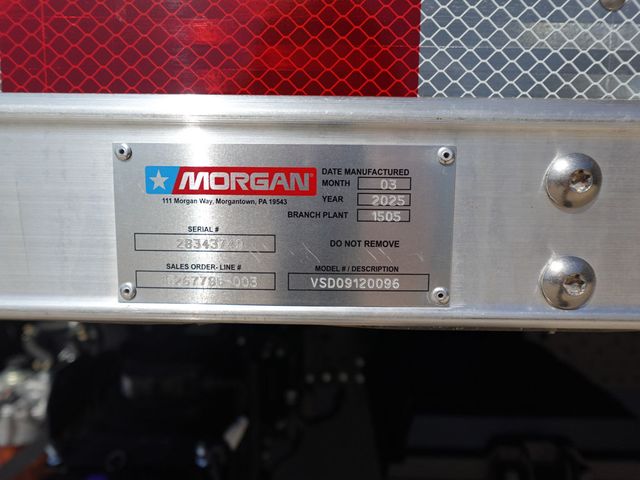 MORGAN
111 Morgan Way, Morgantown, PA 19543
DATE MANUFACTURED
MONTH 03
YEAR 2025
BRANCH PLANT 1505
SERIAL #
DO NOT REMOVE
SALES ORDER- LINE #
MODEL # / DESCRIPTION
VSD09120096